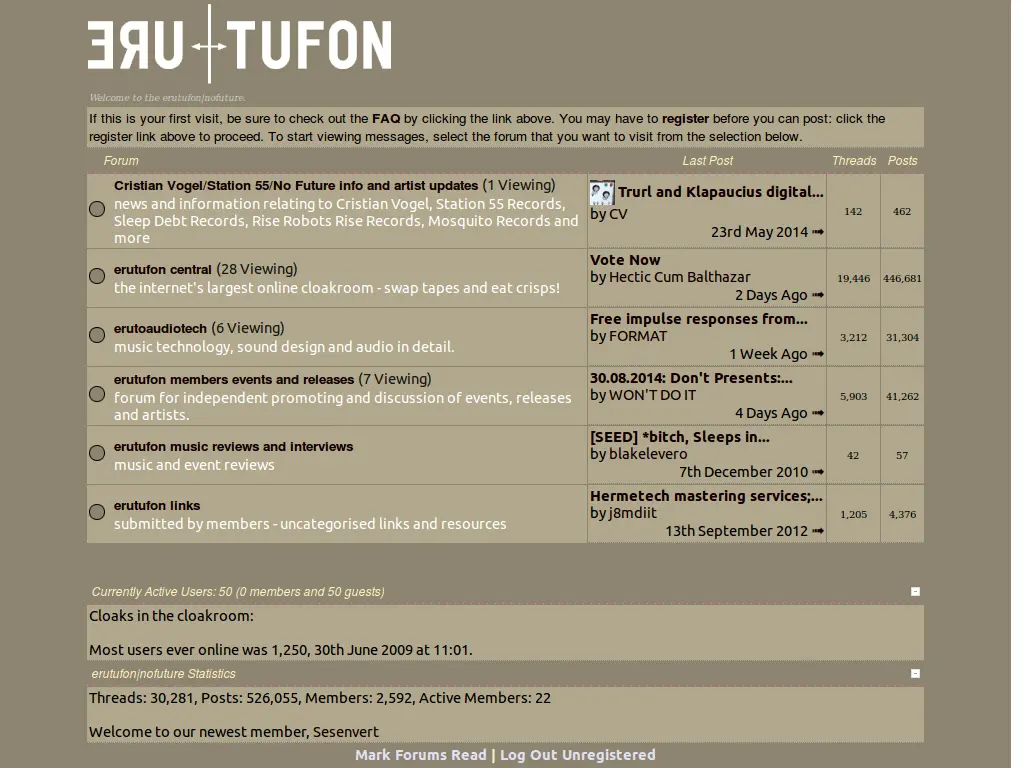 ERU TUFON
Welcome to the erutufon|nofuture.
If this is your first visit, be sure to check out the FAQ by clicking the link above. You may have to register before you can post: click the
register link above to proceed. To start viewing messages, select the forum that you want to visit from the selection below.
Forum Last Post Threads Posts
Cristian Vogel/Station 55/No Future info and artist updates (1 Viewing)
news and information relating to Cristian Vogel, Station 55 Records,
Sleep Debt Records, Rise Robots Rise Records, Mosquito Records and
more
Trurl and Klapaucius digital...
by CV
23rd May 2014 ➟
142
462
erutufon central (28 Viewing)
the internet's largest online cloakroom - swap tapes and eat crisps!
Vote Now
by Hectic Cum Balthazar
2 Days Ago ➟
19,446
446,681
erutoaudiotech (6 Viewing)
music technology, sound design and audio in detail.
Free impulse responses from...
by FORMAT
1 Week Ago ➟
3,212
31,304
erutufon members events and releases (7 Viewing)
forum for independent promoting and discussion of events, releases
and artists.
30.08.2014: Don't Presents:...
by WON'T DO IT
4 Days Ago ➟
5,903
41,262
erutufon music reviews and interviews
music and event reviews
[SEED] *bitch, Sleeps in...
by blakelevero
7th December 2010 ➟
42
57
erutufon links
submitted by members - uncategorised links and resources
Hermetech mastering services;...
by j8mdiit
13th September 2012 ➟
1,205
4,376
Currently Active Users: 50 (0 members and 50 guests)
Cloaks in the cloakroom:
Most users ever online was 1,250, 30th June 2009 at 11:01.
erutufon|nofuture Statistics
Threads: 30,281, Posts: 526,055, Members: 2,592, Active Members: 22
Welcome to our newest member, Sesenvert
Mark Forums Read | Log Out Unregistered